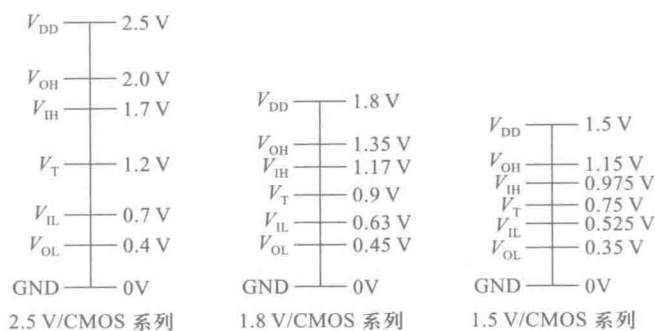 V_DD 2.5 V
V_OH 2.0 V
V_IH 1.7 V
V_T 1.2 V
V_IL 0.7 V
V_OL 0.4 V
GND 0V
2.5 V/CMOS 系列
V_DD 1.8 V
V_OH 1.35 V
V_IH 1.17 V
V_T 0.9 V
V_IL 0.63 V
V_OL 0.45 V
GND 0V
1.8 V/CMOS 系列
V_DD 1.5 V
V_OH 1.15 V
V_IH 0.975 V
V_T 0.75 V
V_IL 0.525 V
V_OL 0.35 V
GND 0V
1.5 V/CMOS 系列